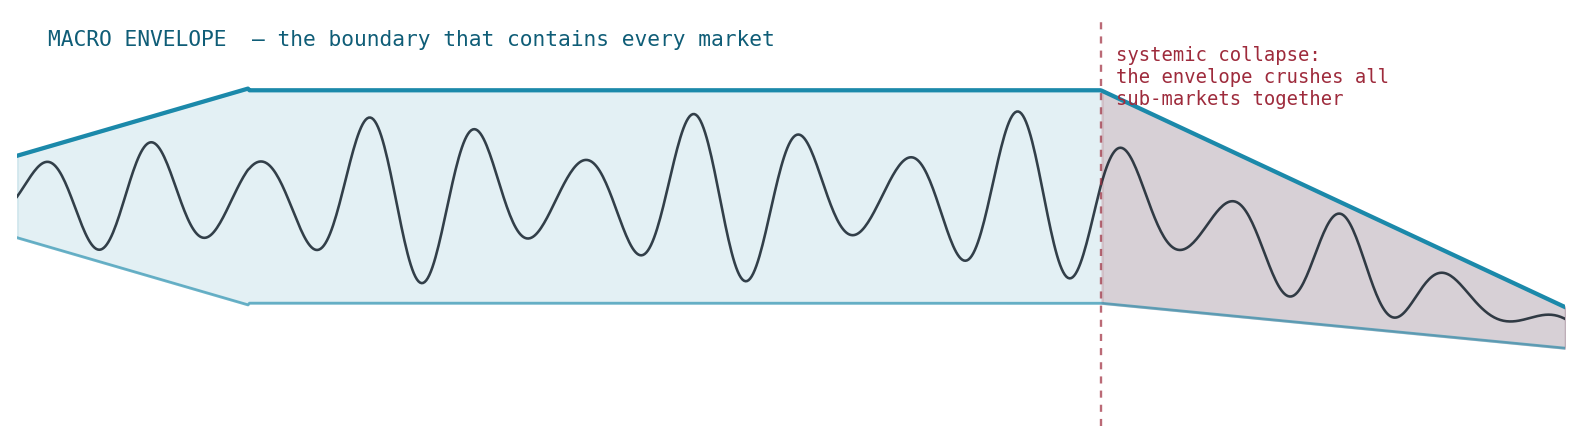 MACRO ENVELOPE — the boundary that contains every market
systemic collapse:
the envelope crushes all
sub-markets together